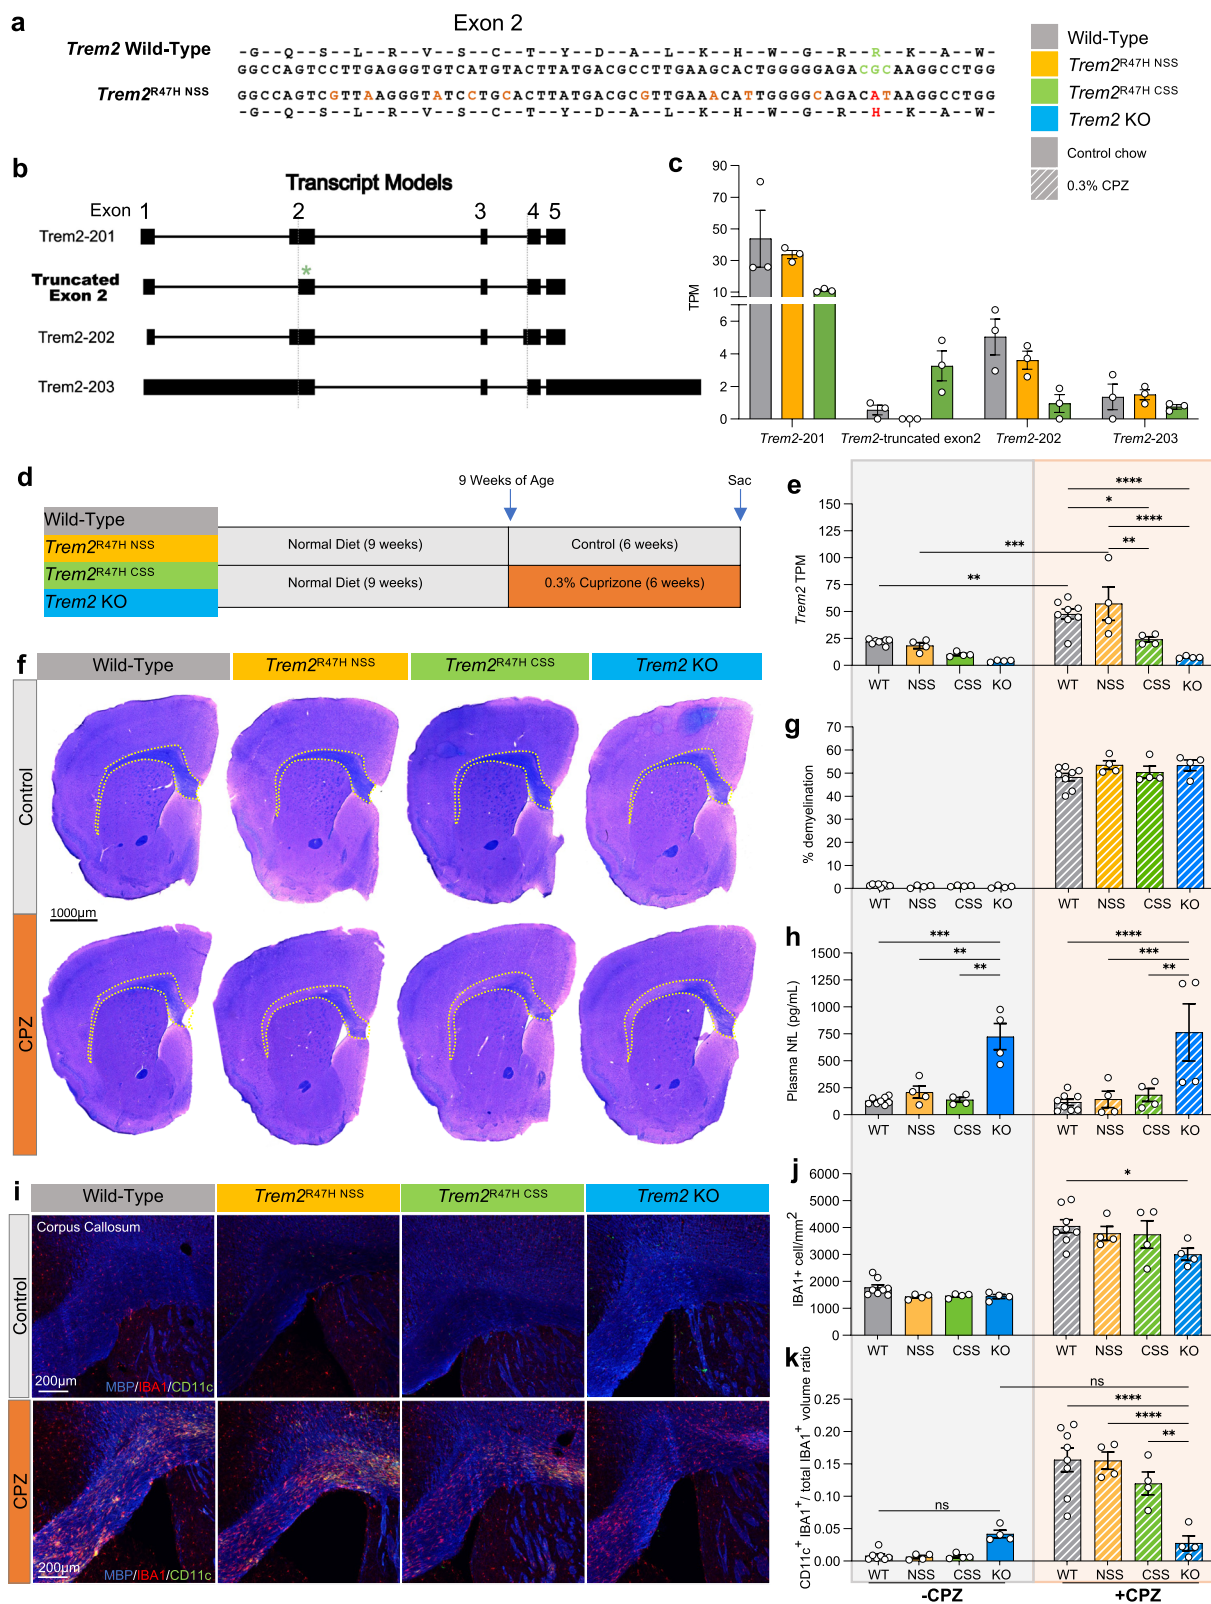 a
Exon 2
Trem2 Wild-Type
--G--Q--S--L--R--V--S--C--T--Y--D--A--L--K--H--W--G--R--R--K--A--W-
GGCCAGTCCTTGAGGGTGTCATGTACTTATGACGCCTTGAAGCACTGGGGGAGACGCAAGGCCTGG
Trem2R47H NSS
GGCCAGTCGTTAAGGGTATCCTGCACTTATGACGCGTTGAAACATTGGGGCAGACATAAGGCCTGG
--G--Q--S--L--R--V--S--C--T--Y--D--A--L--K--H--W--G--R--H--K--A--W-
Wild-Type
Trem2R47H NSS
Trem2R47H CSS
Trem2 KO
Control chow
0.3% CPZ
b
Transcript Models
Exon 1 2 3 4 5
Trem2-201
*
Truncated
Exon 2
Trem2-202
Trem2-203
c
TPM
90
70
50
30
10
6
4
2
0
Trem2-201 Trem2-truncated exon2 Trem2-202 Trem2-203
d
9 Weeks of Age Sac
Wild-Type
Trem2R47H NSS
Trem2R47H CSS
Trem2 KO
Normal Diet (9 weeks) Control (6 weeks)
Normal Diet (9 weeks) 0.3% Cuprizone (6 weeks)
e
Trem2 TPM
150
125
100
75
50
25
0
****
*
****
*** **
**
WT NSS CSS KO WT NSS CSS KO
f
Wild-Type Trem2R47H NSS Trem2R47H CSS Trem2 KO
Control
1000µm
CPZ
g
% demyelination
70
60
50
40
30
20
10
0
WT NSS CSS KO WT NSS CSS KO
h
Plasma NfL (pg/mL)
1500
1250
1000
750
500
250
0
*** ****
** ***
** **
WT NSS CSS KO WT NSS CSS KO
i
Wild-Type Trem2R47H NSS Trem2R47H CSS Trem2 KO
Control
Corpus Callosum
200µm
MBP/IBA1/CD11c
CPZ
200µm
MBP/IBA1/CD11c
j
IBA1+ cell/mm2
6000
5000
4000
3000
2000
1000
0
*
WT NSS CSS KO WT NSS CSS KO
k
CD11c+ IBA1+/ total IBA1+ volume ratio
0.25
0.20
0.15
0.10
0.05
0.00
ns
****
****
**
ns
WT NSS CSS KO WT NSS CSS KO
-CPZ +CPZ